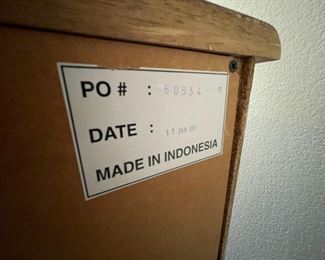 PO # : 60534
DATE :
MADE IN INDONESIA